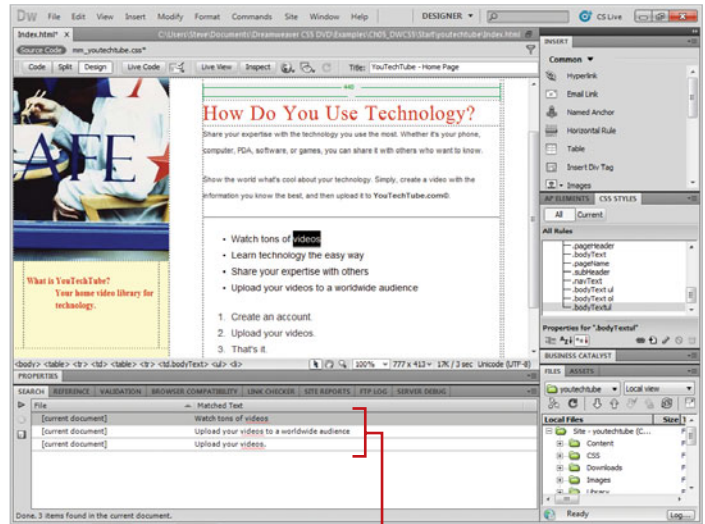 DW File Edit View Insert Modify Format Commands Site Window Help DESIGNER CS Live
Index.html* C:\Users\Steve\Documents\Dreamweaver CS5 DVD\Examples\Ch05_DWCS5\Start\youtechtube\Index.html
Source Code mm_youtechtube.css*
Code Split Design Live Code Live View Inspect Title: YouTechTube - Home Page
AFE
What is YouTechTube?
Your home video library for
technology.
How Do You Use Technology?
Share your expertise with the technology you use the most. Whether it's your phone,
computer, PDA, software, or games, you can share it with others who want to know.
Show the world what's cool about your technology. Simply, create a video with the
information you know the best, and then upload it to YouTechTube.com©.
• Watch tons of videos
• Learn technology the easy way
• Share your expertise with others
• Upload your videos to a worldwide audience
1. Create an account.
2. Upload your videos.
3. That's it.
<body> <table> <tr> <td> <table> <tr> <td.bodyText> <ul> <li> 100% 777 x 413 17K / 3 sec Unicode (UTF-8)
PROPERTIES
SEARCH REFERENCE VALIDATION BROWSER COMPATIBILITY LINK CHECKER SITE REPORTS FTP LOG SERVER DEBUG
File Matched Text
[current document] Watch tons of videos
[current document] Upload your videos to a worldwide audience
[current document] Upload your videos.
Done. 3 items found in the current document.
INSERT
Common
Hyperlink
Email Link
Named Anchor
Horizontal Rule
Table
Insert Div Tag
Images
AP ELEMENTS CSS STYLES
All Current
All Rules
.pageHeader
.bodyText
.pageName
.subHeader
.navText
.bodyText ul
.bodyText ol
.bodyTextul
Properties for ".bodyTextul"
BUSINESS CATALYST
FILES ASSETS
youtechtube Local view
Local Files Size
Site - youtechtube (C...
Content F
CSS F
Downloads F
Images F
Library F
Ready Log...